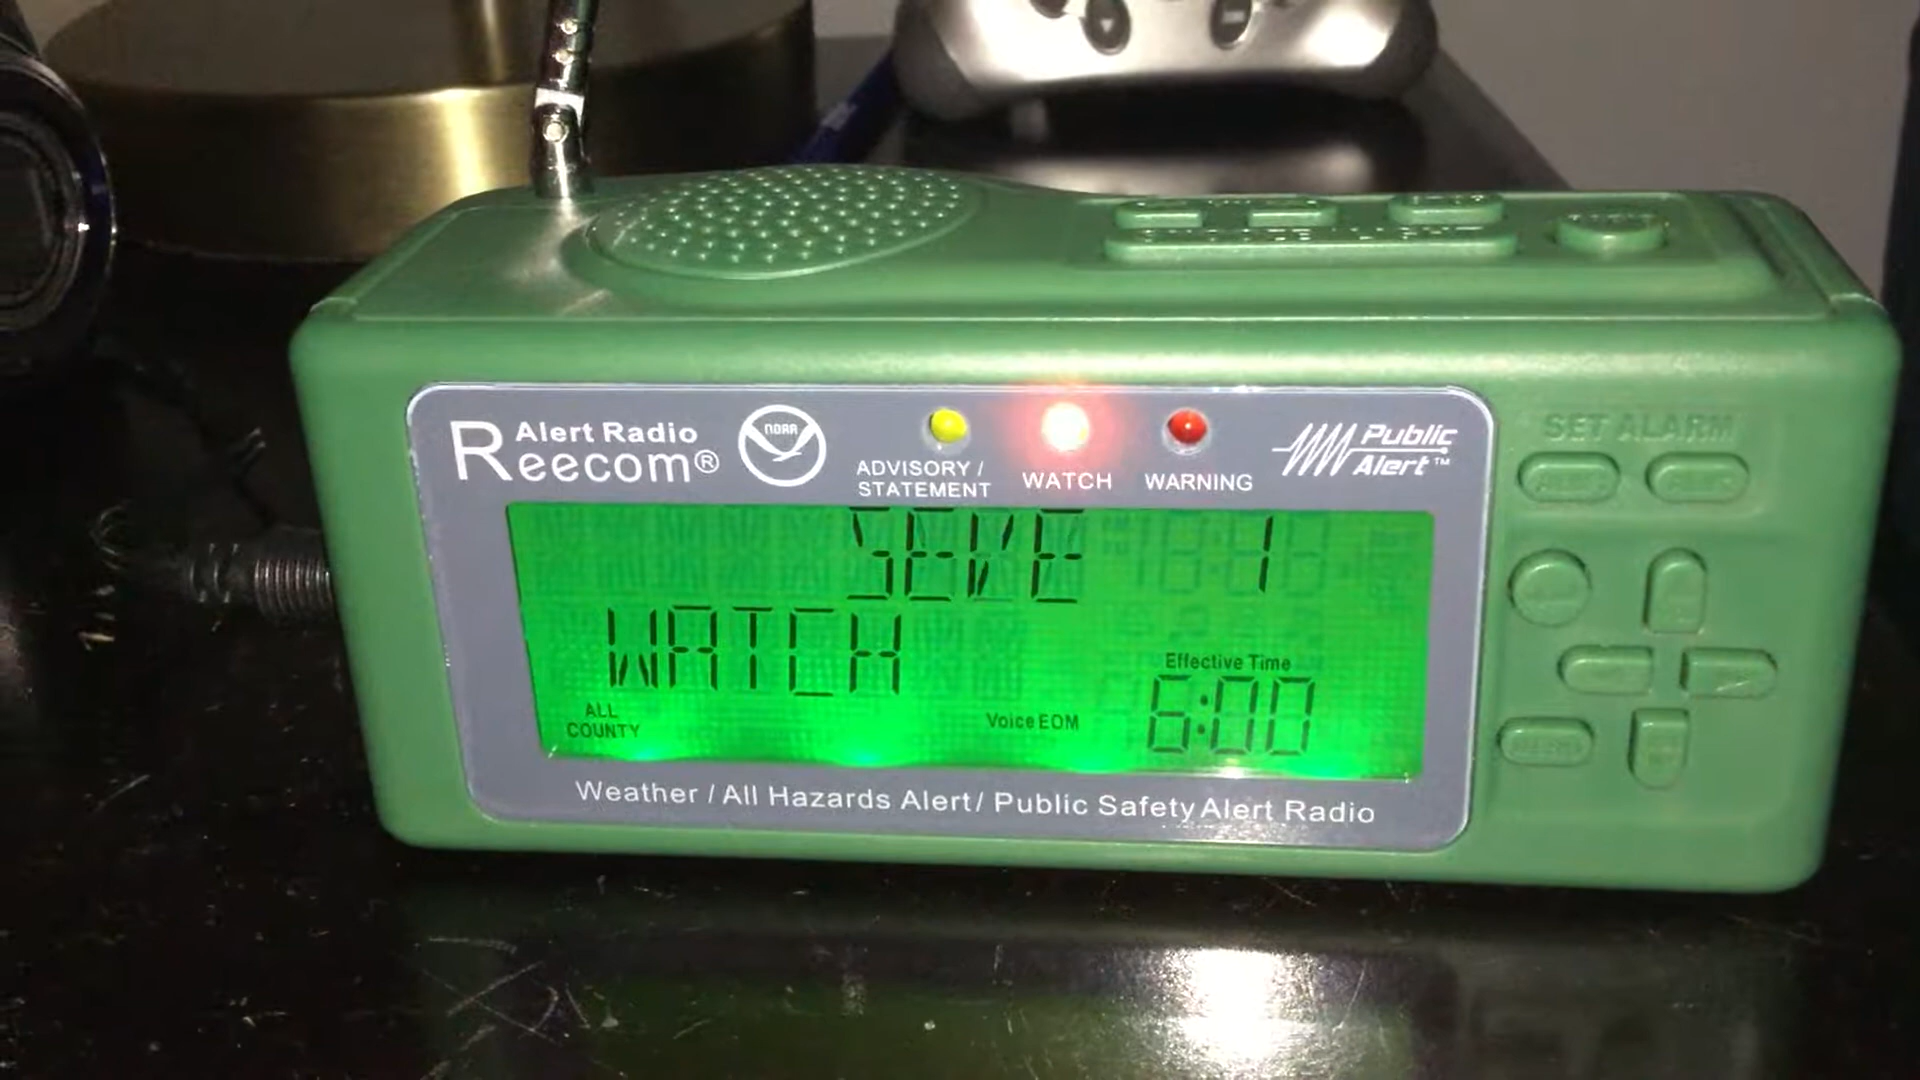 Alert Radio
Reecom®
NOAA
ADVISORY /
STATEMENT
WATCH
WARNING
Public
Alert™
SET ALARM
SEVE 1
WATCH
Effective Time
6:00
ALL
COUNTY
Voice EOM
Weather / All Hazards Alert / Public Safety Alert Radio